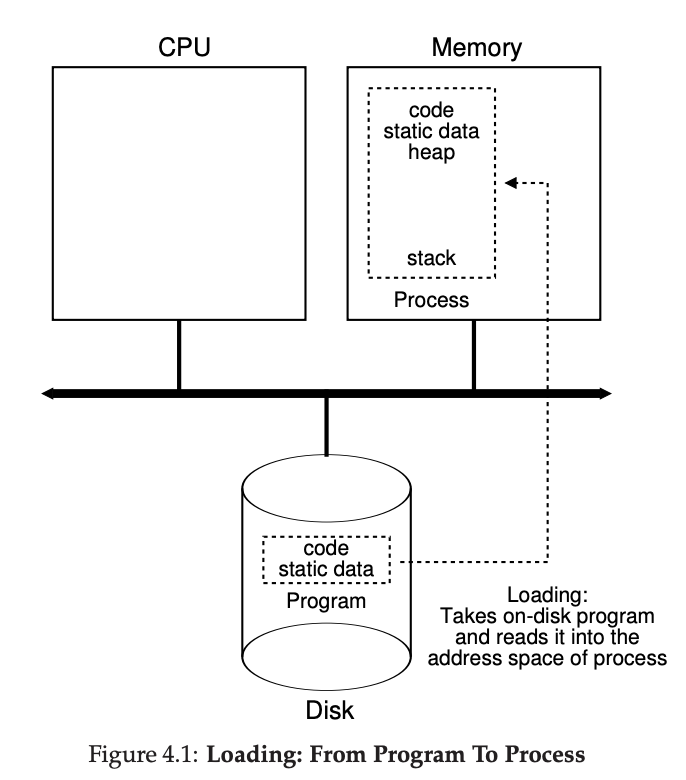 CPU
Memory
code
static data
heap
stack
Process
code
static data
Program
Loading:
Takes on-disk program
and reads it into the
address space of process
Disk
Figure 4.1: Loading: From Program To Process